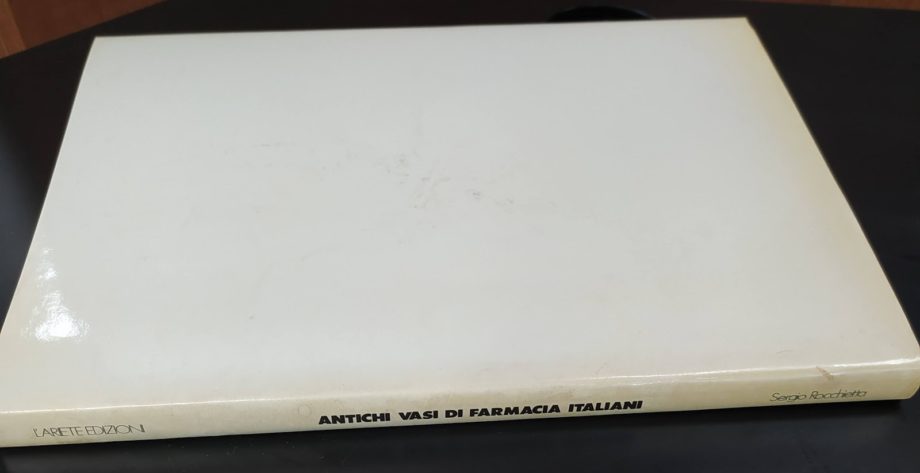 L'ARIETE EDIZIONI
ANTICHI VASI DI FARMACIA ITALIANI
Sergio Rocchietta